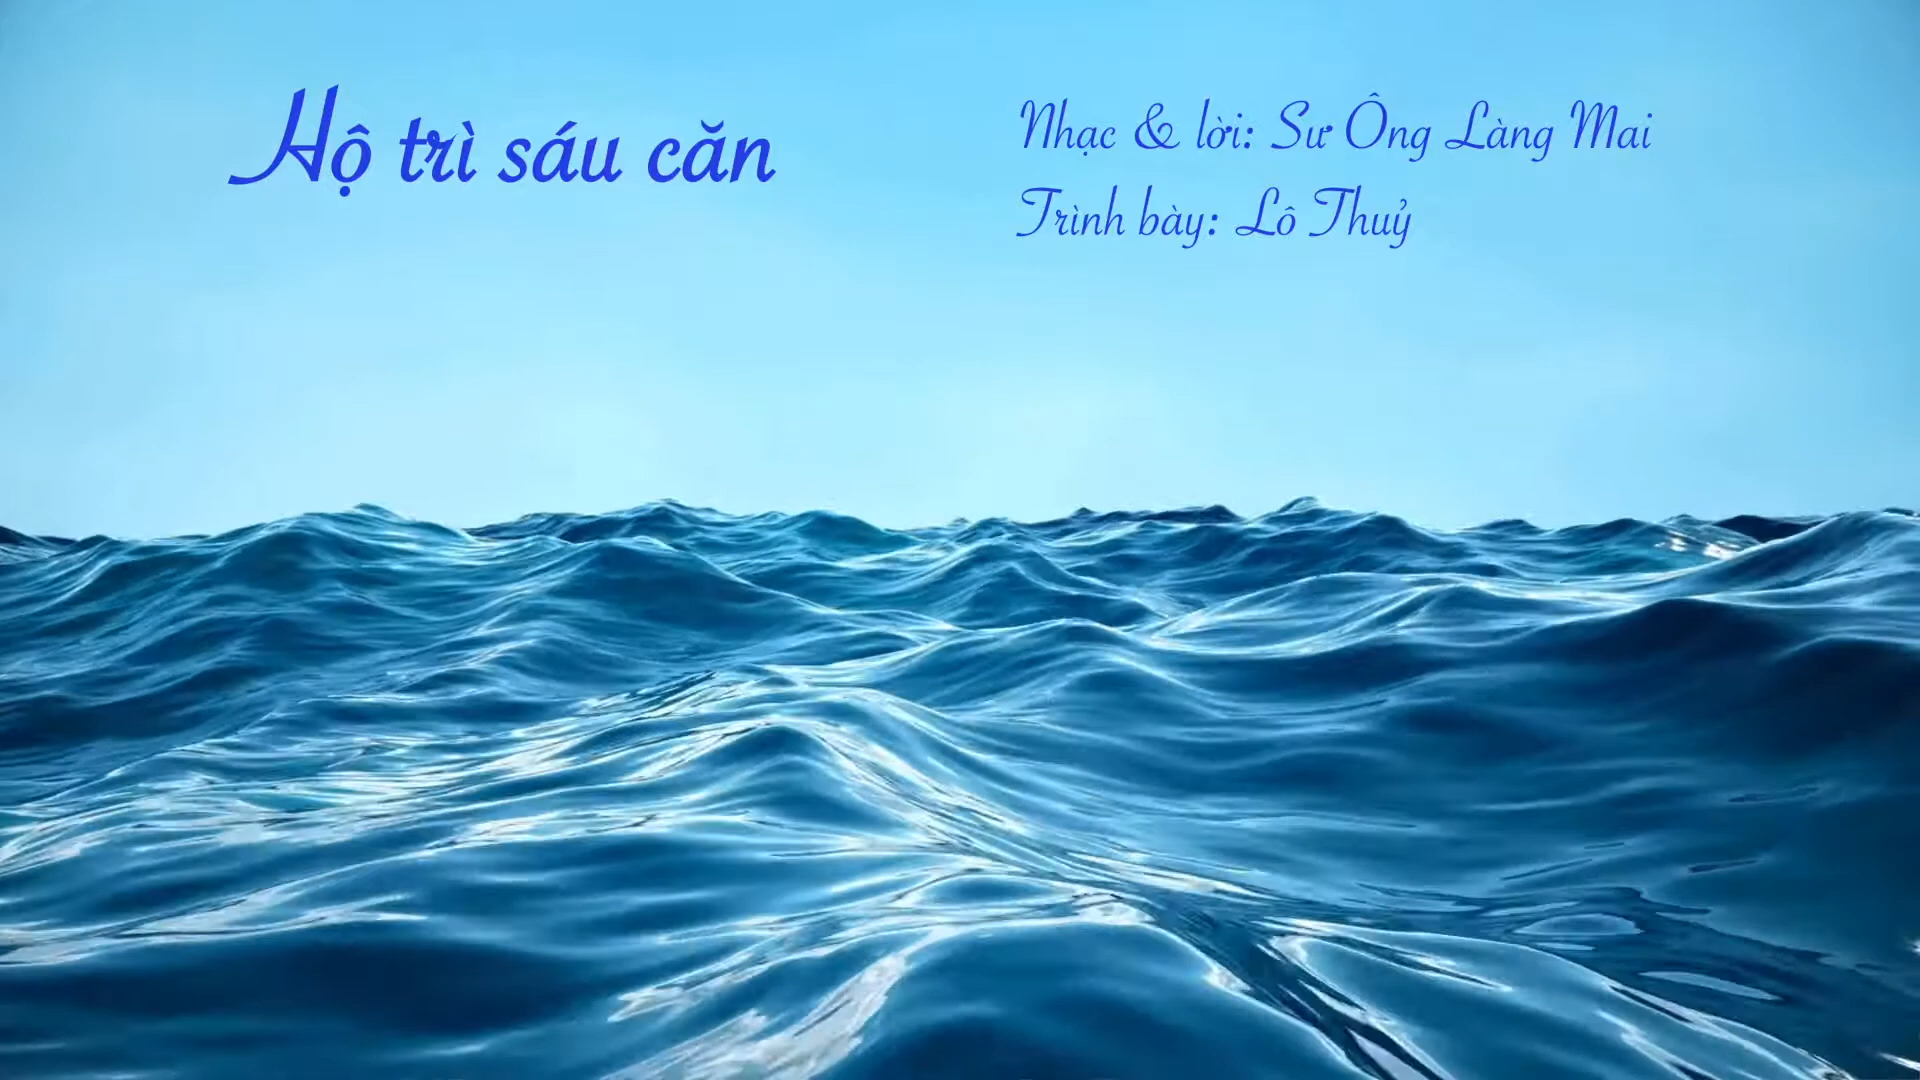 Hộ trì sáu căn
Nhạc & lời: Sư Ông Làng Mai
Trình bày: Lô Thuỷ